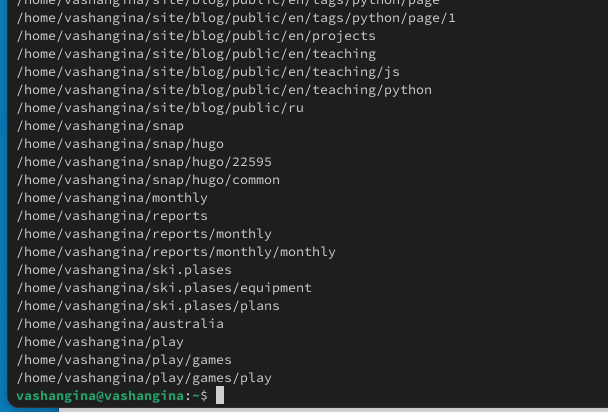 /home/vashangina/site/blog/public/en/tags/python/page
/home/vashangina/site/blog/public/en/tags/python/page/1
/home/vashangina/site/blog/public/en/projects
/home/vashangina/site/blog/public/en/teaching
/home/vashangina/site/blog/public/en/teaching/js
/home/vashangina/site/blog/public/en/teaching/python
/home/vashangina/site/blog/public/ru
/home/vashangina/snap
/home/vashangina/snap/hugo
/home/vashangina/snap/hugo/22595
/home/vashangina/snap/hugo/common
/home/vashangina/monthly
/home/vashangina/reports
/home/vashangina/reports/monthly
/home/vashangina/reports/monthly/monthly
/home/vashangina/ski.plases
/home/vashangina/ski.plases/equipment
/home/vashangina/ski.plases/plans
/home/vashangina/australia
/home/vashangina/play
/home/vashangina/play/games
/home/vashangina/play/games/play
vashangina@vashangina:~$